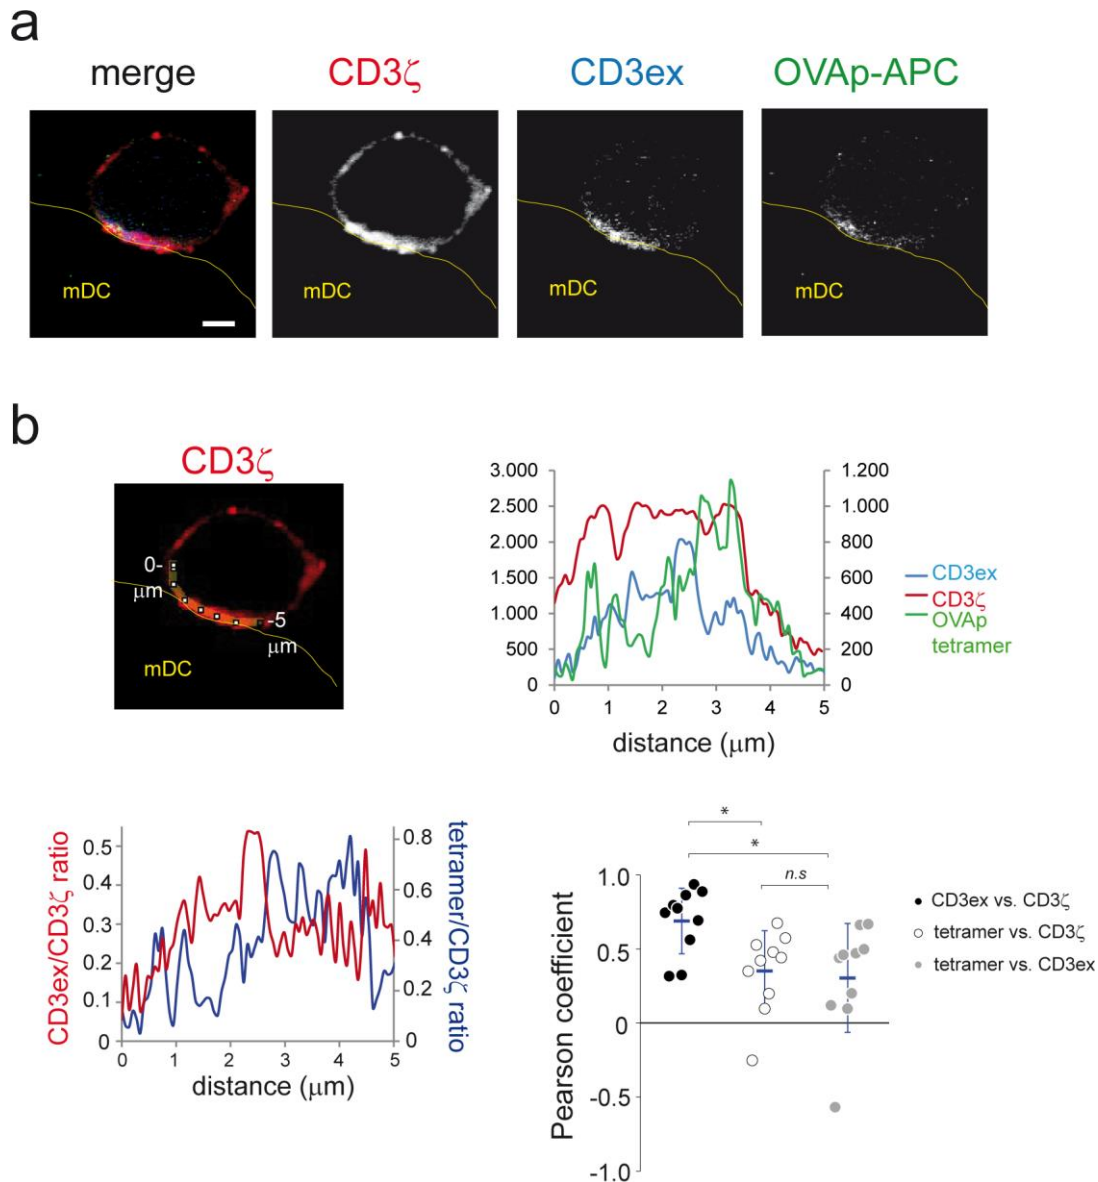 a
merge CD3ζ CD3ex OVAp-APC
mDC mDC mDC mDC
b
CD3ζ
0-
μm
-5
μm
mDC
3.000 1.200
2.500 1.000
2.000 800
1.500 600
1.000 400
500 200
0 0
0 1 2 3 4 5
distance (μm)
CD3ex
CD3ζ
OVAp
tetramer
CD3ex/CD3ζ ratio
0.5
0.4
0.3
0.2
0.1
0
0.8
0.6
0.4
0.2
0
tetramer/CD3ζ ratio
0 1 2 3 4 5
distance (μm)
*
*
n.s
Pearson coefficient
1.0
0.5
0
-0.5
-1.0
CD3ex vs. CD3ζ
tetramer vs. CD3ζ
tetramer vs. CD3ex